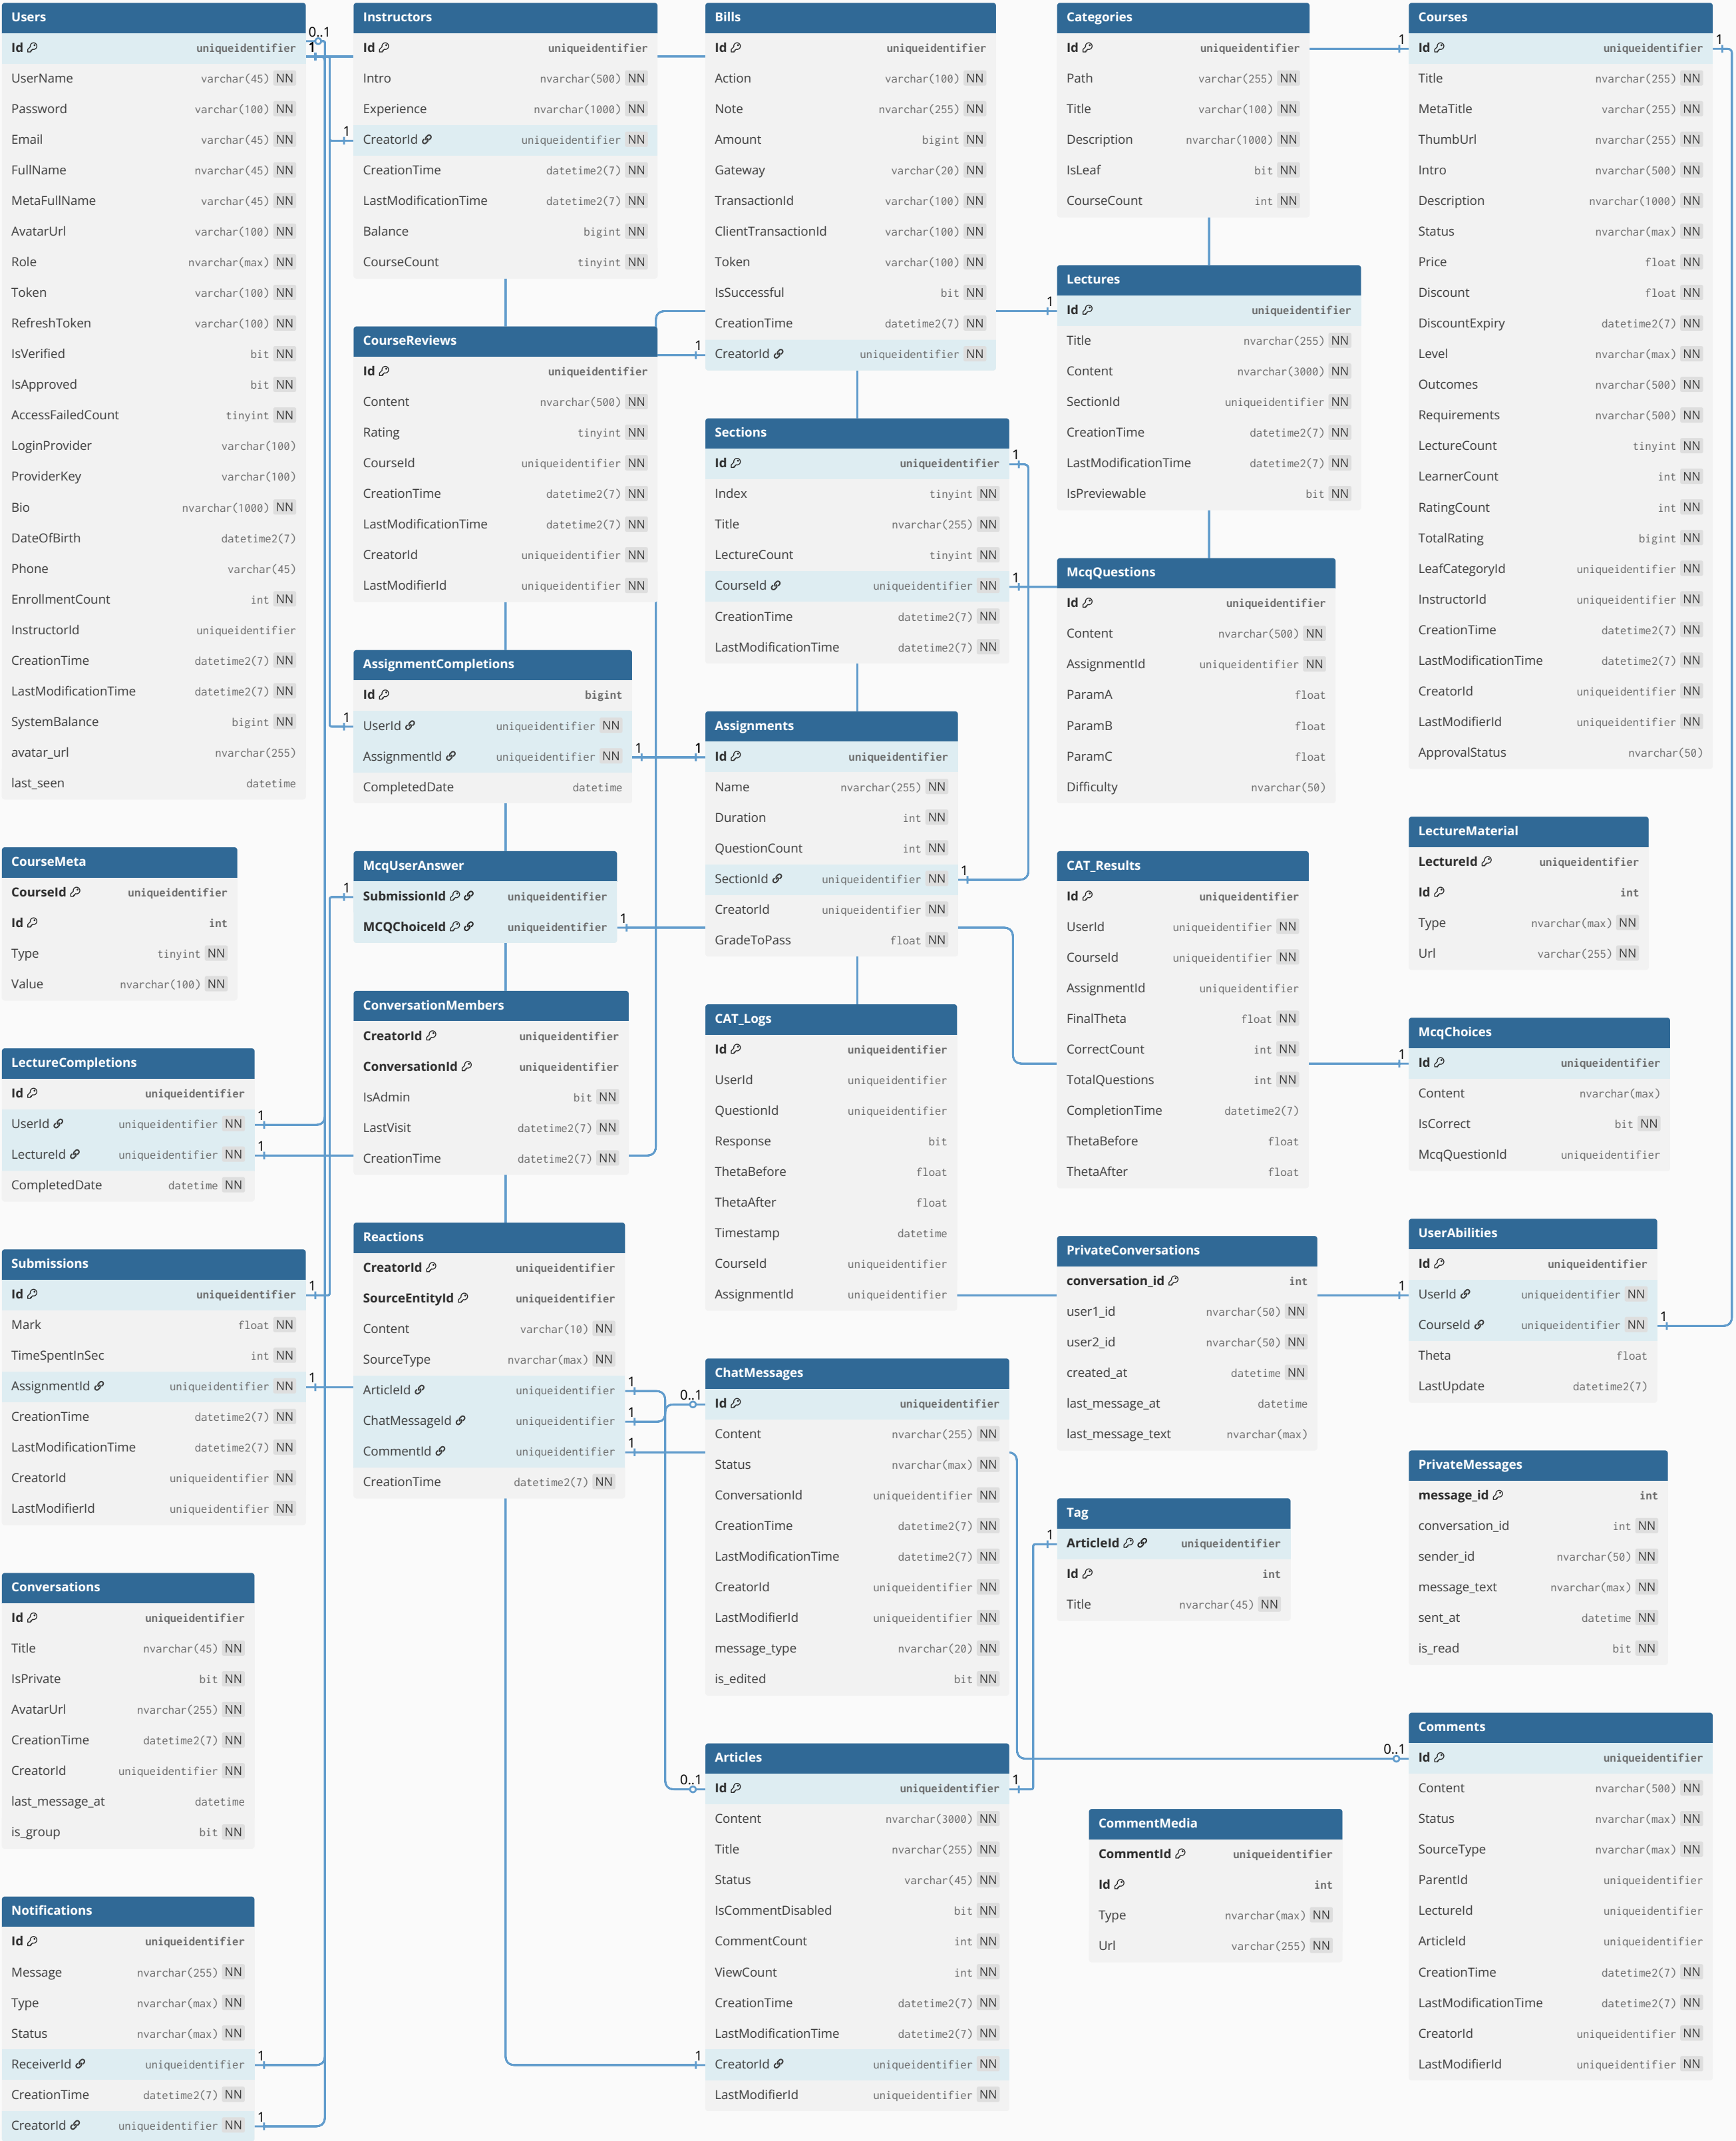 Users
Id uniqueidentifier
UserName varchar(45) NN
Password varchar(100) NN
Email varchar(45) NN
FullName nvarchar(45) NN
MetaFullName varchar(45) NN
AvatarUrl varchar(100) NN
Role nvarchar(max) NN
Token varchar(100) NN
RefreshToken varchar(100) NN
IsVerified bit NN
IsApproved bit NN
AccessFailedCount tinyint NN
LoginProvider varchar(100)
ProviderKey varchar(100)
Bio nvarchar(1000) NN
DateOfBirth datetime2(7)
Phone varchar(45)
EnrollmentCount int NN
InstructorId uniqueidentifier
CreationTime datetime2(7) NN
LastModificationTime datetime2(7) NN
SystemBalance bigint NN
avatar_url nvarchar(255)
last_seen datetime
0..1
1
CourseMeta
CourseId uniqueidentifier
Id int
Type tinyint NN
Value nvarchar(100) NN
LectureCompletions
Id uniqueidentifier
UserId uniqueidentifier NN 1
LectureId uniqueidentifier NN 1
CompletedDate datetime NN
Submissions
Id uniqueidentifier 1
Mark float NN
TimeSpentInSec int NN
AssignmentId uniqueidentifier NN 1
CreationTime datetime2(7) NN
LastModificationTime datetime2(7) NN
CreatorId uniqueidentifier NN
LastModifierId uniqueidentifier NN
Conversations
Id uniqueidentifier
Title nvarchar(45) NN
IsPrivate bit NN
AvatarUrl nvarchar(255) NN
CreationTime datetime2(7) NN
CreatorId uniqueidentifier NN
last_message_at datetime
is_group bit NN
Notifications
Id uniqueidentifier
Message nvarchar(255) NN
Type nvarchar(max) NN
Status nvarchar(max) NN
ReceiverId uniqueidentifier 1
CreationTime datetime2(7) NN
CreatorId uniqueidentifier NN 1
Instructors
Id uniqueidentifier
Intro nvarchar(500) NN
Experience nvarchar(1000) NN
1 CreatorId uniqueidentifier NN
CreationTime datetime2(7) NN
LastModificationTime datetime2(7) NN
Balance bigint NN
CourseCount tinyint NN
CourseReviews
Id uniqueidentifier
Content nvarchar(500) NN
Rating tinyint NN
CourseId uniqueidentifier NN
CreationTime datetime2(7) NN
LastModificationTime datetime2(7) NN
CreatorId uniqueidentifier NN
LastModifierId uniqueidentifier NN
AssignmentCompletions
Id bigint
1 UserId uniqueidentifier NN
AssignmentId uniqueidentifier NN 1
CompletedDate datetime
McqUserAnswer
1 SubmissionId uniqueidentifier
MCQChoiceId uniqueidentifier 1
ConversationMembers
CreatorId uniqueidentifier
ConversationId uniqueidentifier
IsAdmin bit NN
LastVisit datetime2(7) NN
CreationTime datetime2(7) NN
Reactions
CreatorId uniqueidentifier
SourceEntityId uniqueidentifier
Content varchar(10) NN
SourceType nvarchar(max) NN
ArticleId uniqueidentifier 1
ChatMessageId uniqueidentifier 1
CommentId uniqueidentifier 1
CreationTime datetime2(7) NN
Bills
Id uniqueidentifier
Action varchar(100) NN
Note nvarchar(255) NN
Amount bigint NN
Gateway varchar(20) NN
TransactionId varchar(100) NN
ClientTransactionId varchar(100) NN
Token varchar(100) NN
IsSuccessful bit NN
CreationTime datetime2(7) NN
1 CreatorId uniqueidentifier NN
Sections
Id uniqueidentifier 1
Index tinyint NN
Title nvarchar(255) NN
LectureCount tinyint NN
CourseId uniqueidentifier NN 1
CreationTime datetime2(7) NN
LastModificationTime datetime2(7) NN
Assignments
1 Id uniqueidentifier
Name nvarchar(255) NN
Duration int NN
QuestionCount int NN
SectionId uniqueidentifier NN 1
CreatorId uniqueidentifier NN
GradeToPass float NN
CAT_Logs
Id uniqueidentifier
UserId uniqueidentifier
QuestionId uniqueidentifier
Response bit
ThetaBefore float
ThetaAfter float
Timestamp datetime
CourseId uniqueidentifier
AssignmentId uniqueidentifier
ChatMessages
0..1 Id uniqueidentifier
Content nvarchar(255) NN
Status nvarchar(max) NN
ConversationId uniqueidentifier NN
CreationTime datetime2(7) NN
LastModificationTime datetime2(7) NN
CreatorId uniqueidentifier NN
LastModifierId uniqueidentifier NN
message_type nvarchar(20) NN
is_edited bit NN
Articles
0..1 Id uniqueidentifier 1
Content nvarchar(3000) NN
Title nvarchar(255) NN
Status varchar(45) NN
IsCommentDisabled bit NN
CommentCount int NN
ViewCount int NN
CreationTime datetime2(7) NN
LastModificationTime datetime2(7) NN
1 CreatorId uniqueidentifier NN
LastModifierId uniqueidentifier NN
Categories
Id uniqueidentifier
Path varchar(255) NN
Title varchar(100) NN
Description nvarchar(1000) NN
IsLeaf bit NN
CourseCount int NN
Lectures
1 Id uniqueidentifier
Title nvarchar(255) NN
Content nvarchar(3000) NN
SectionId uniqueidentifier NN
CreationTime datetime2(7) NN
LastModificationTime datetime2(7) NN
IsPreviewable bit NN
McqQuestions
Id uniqueidentifier
Content nvarchar(500) NN
AssignmentId uniqueidentifier NN
ParamA float
ParamB float
ParamC float
Difficulty nvarchar(50)
CAT_Results
Id uniqueidentifier
UserId uniqueidentifier NN
CourseId uniqueidentifier NN
AssignmentId uniqueidentifier
FinalTheta float NN
CorrectCount int NN
TotalQuestions int NN
CompletionTime datetime2(7)
ThetaBefore float
ThetaAfter float
PrivateConversations
conversation_id int
user1_id nvarchar(50) NN
user2_id nvarchar(50) NN
created_at datetime NN
last_message_at datetime
last_message_text nvarchar(max)
Tag
1 ArticleId uniqueidentifier
Id int
Title nvarchar(45) NN
CommentMedia
CommentId uniqueidentifier
Id int
Type nvarchar(max) NN
Url varchar(255) NN
Courses
1 Id uniqueidentifier 1
Title nvarchar(255) NN
MetaTitle varchar(255) NN
ThumbUrl nvarchar(255) NN
Intro nvarchar(500) NN
Description nvarchar(1000) NN
Status nvarchar(max) NN
Price float NN
Discount float NN
DiscountExpiry datetime2(7) NN
Level nvarchar(max) NN
Outcomes nvarchar(500) NN
Requirements nvarchar(500) NN
LectureCount tinyint NN
LearnerCount int NN
RatingCount int NN
TotalRating bigint NN
LeafCategoryId uniqueidentifier NN
InstructorId uniqueidentifier NN
CreationTime datetime2(7) NN
LastModificationTime datetime2(7) NN
CreatorId uniqueidentifier NN
LastModifierId uniqueidentifier NN
ApprovalStatus nvarchar(50)
LectureMaterial
LectureId uniqueidentifier
Id int
Type nvarchar(max) NN
Url varchar(255) NN
McqChoices
1 Id uniqueidentifier
Content nvarchar(max)
IsCorrect bit NN
McqQuestionId uniqueidentifier
UserAbilities
Id uniqueidentifier
1 UserId uniqueidentifier NN
CourseId uniqueidentifier NN 1
Theta float
LastUpdate datetime2(7)
PrivateMessages
message_id int
conversation_id int NN
sender_id nvarchar(50) NN
message_text nvarchar(max) NN
sent_at datetime NN
is_read bit NN
Comments
0..1 Id uniqueidentifier
Content nvarchar(500) NN
Status nvarchar(max) NN
SourceType nvarchar(max) NN
ParentId uniqueidentifier
LectureId uniqueidentifier
ArticleId uniqueidentifier
CreationTime datetime2(7) NN
LastModificationTime datetime2(7) NN
CreatorId uniqueidentifier NN
LastModifierId uniqueidentifier NN